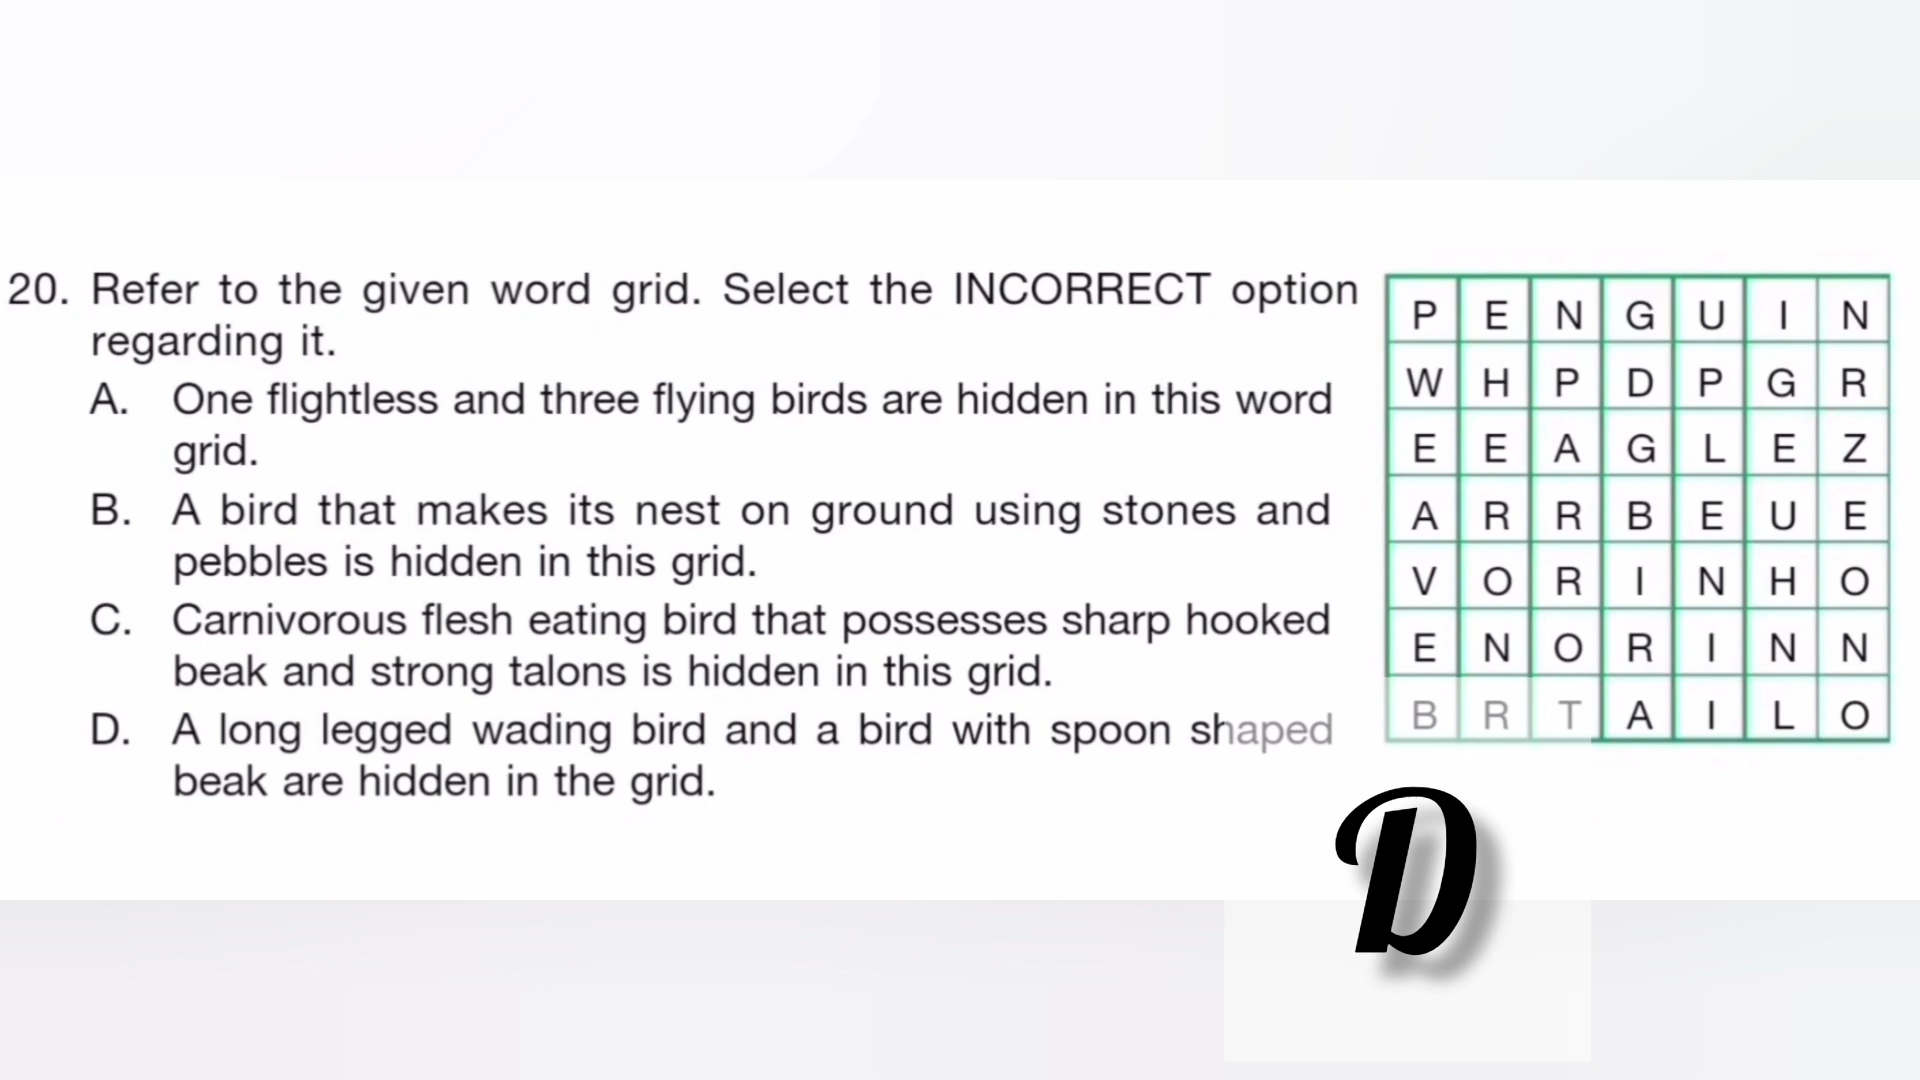 20. Refer to the given word grid. Select the INCORRECT option
regarding it.
A. One flightless and three flying birds are hidden in this word
grid.
B. A bird that makes its nest on ground using stones and
pebbles is hidden in this grid.
C. Carnivorous flesh eating bird that possesses sharp hooked
beak and strong talons is hidden in this grid.
D. A long legged wading bird and a bird with spoon shaped
beak are hidden in the grid.
P E N G U I N
W H P D P G R
E E A G L E Z
A R R B E U E
V O R I N H O
E N O R I N N
B R T A I L O
D